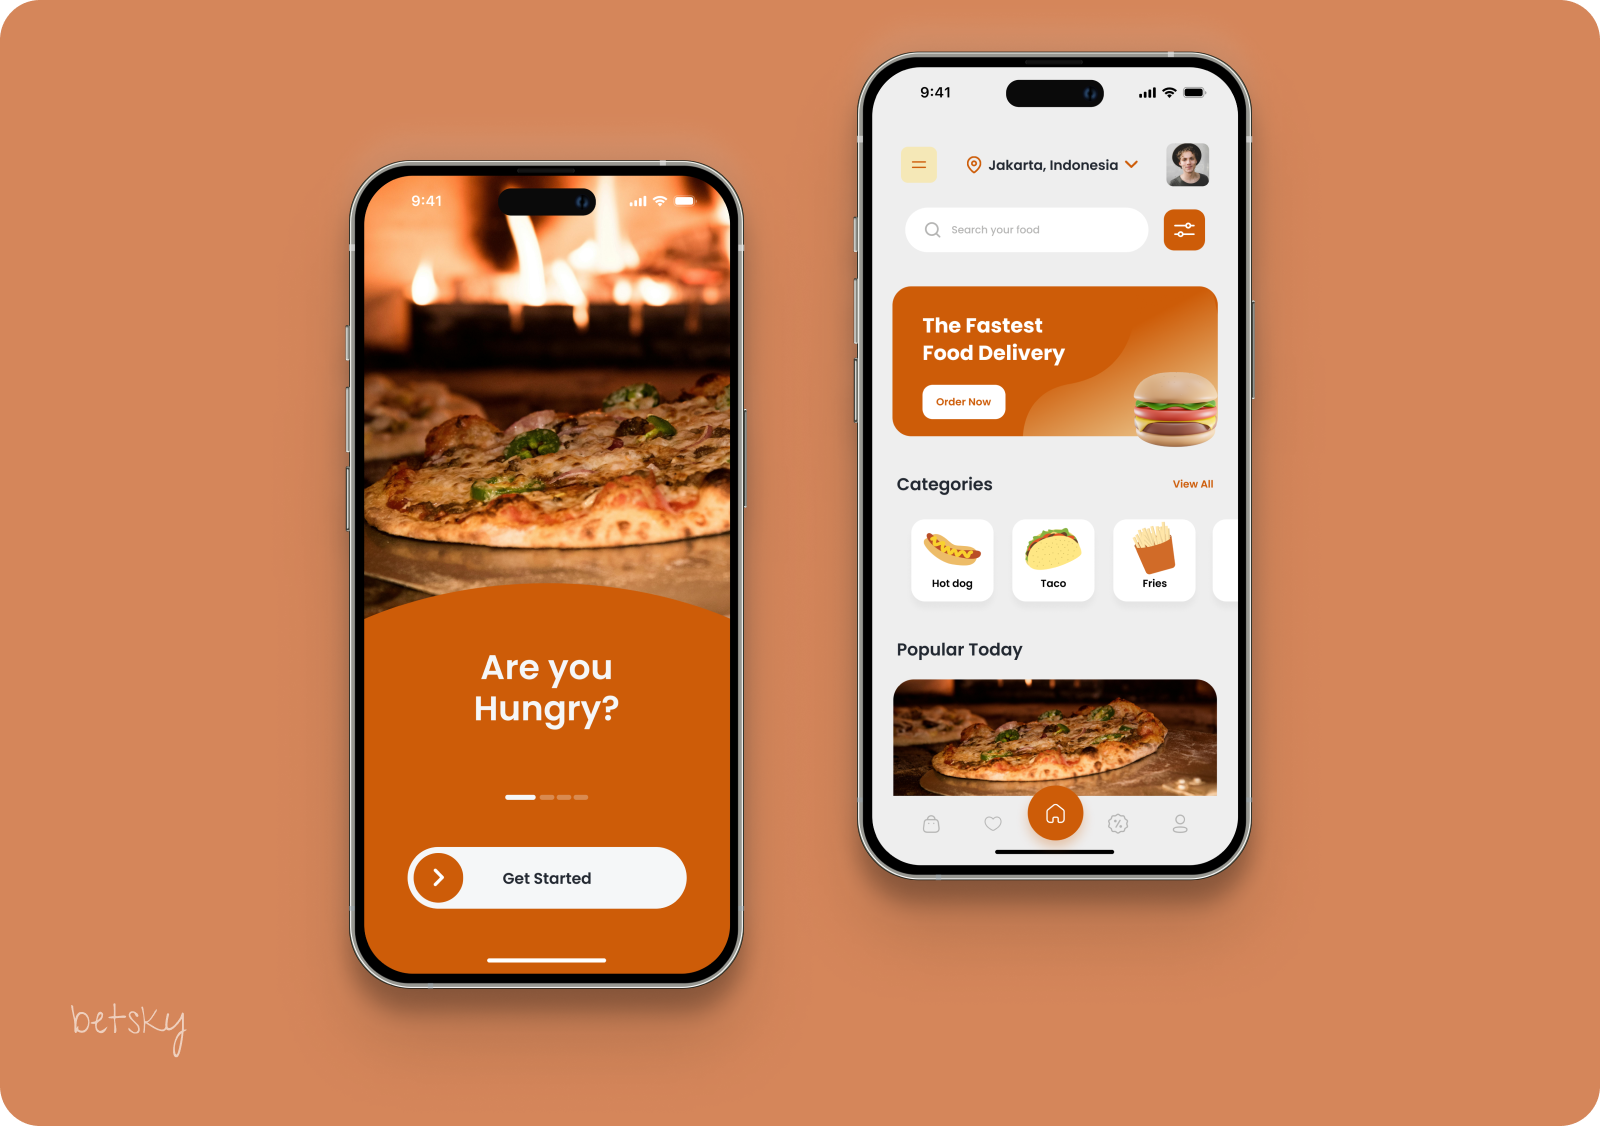 9:41
Are you
Hungry?
Get Started
9:41
Jakarta, Indonesia
Search your food
The Fastest
Food Delivery
Order Now
Categories
View All
Hot dog
Taco
Fries
Popular Today
betsky